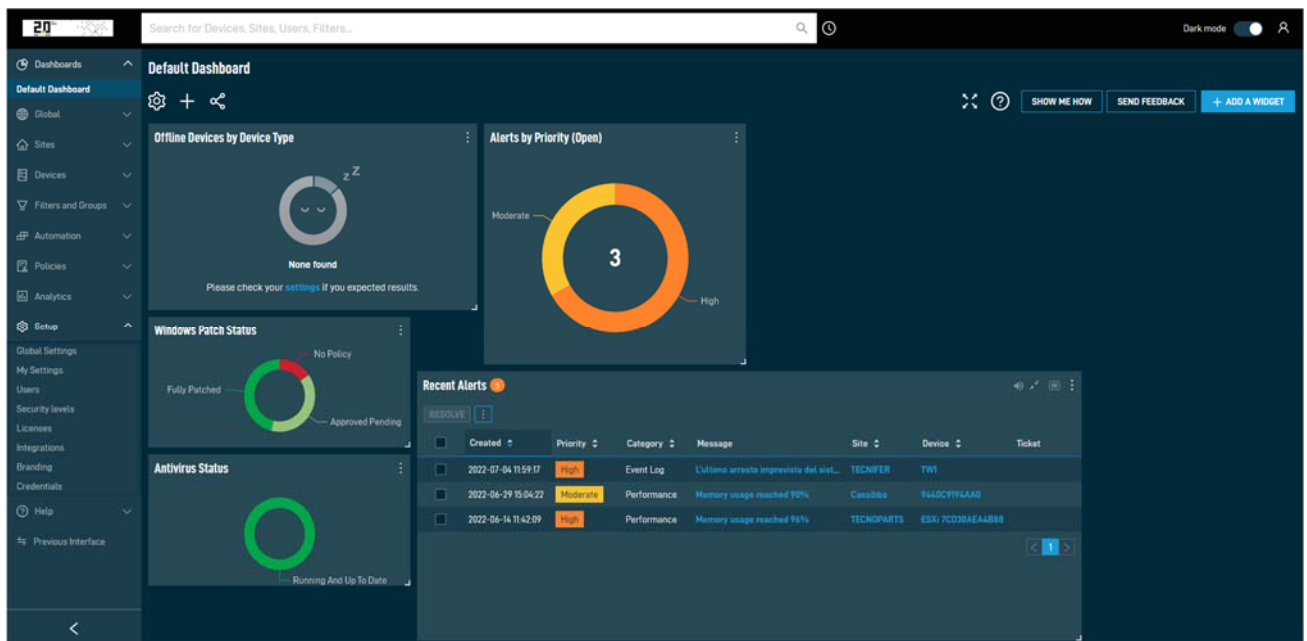 2.0
Search for Devices, Sites, Users, Filters...
Dark mode
Dashboards
Default Dashboard
Global
Sites
Devices
Filters and Groups
Automation
Policies
Analytics
Setup
Global Settings
My Settings
Users
Security levels
Licenses
Integrations
Branding
Credentials
Help
Previous Interface
Default Dashboard
SHOW ME HOW
SEND FEEDBACK
+ ADD A WIDGET
Offline Devices by Device Type
z Z
None found
Please check your settings if you expected results.
Alerts by Priority (Open)
Moderate
3
High
Windows Patch Status
No Policy
Fully Patched
Approved Pending
Antivirus Status
Running And Up To Date
Recent Alerts 3
RESOLVE
Created Priority Category Message Site Device Ticket
2022-07-04 11:59:17 High Event Log L'ultimo arresto imprevisto del sist... TECNIFER TW1
2022-06-29 15:04:22 Moderate Performance Memory usage reached 90% Cassibba 9440C9194AA0
2022-06-14 11:42:09 High Performance Memory usage reached 96% TECNOPARTS ESXi 7CD30AEA4B88
< 1 >